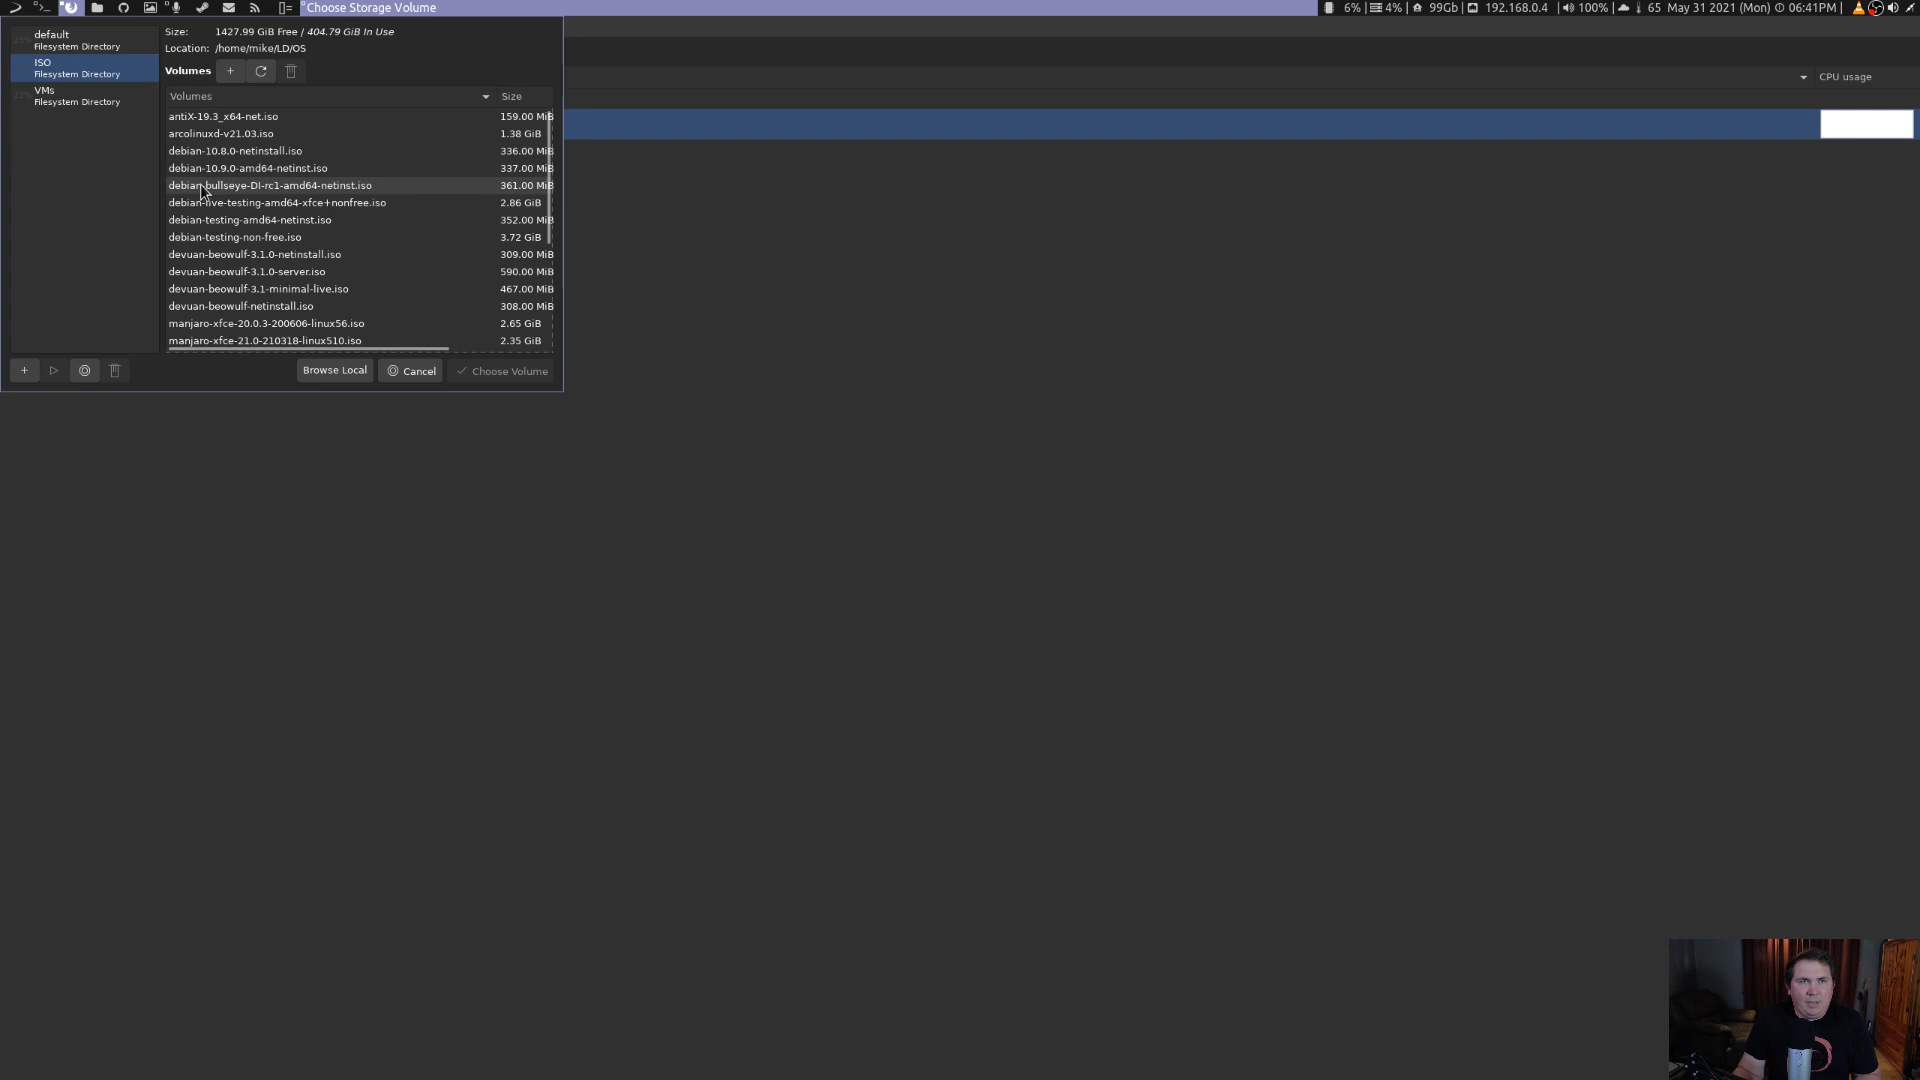 Choose Storage Volume
6%
4%
99Gb
192.168.0.4
100%
65
May 31 2021 (Mon)
06:41PM
default
Filesystem Directory
ISO
Filesystem Directory
VMs
Filesystem Directory
Size: 1427.99 GiB Free / 404.79 GiB In Use
Location: /home/mike/LD/OS
Volumes
Volumes Size
antiX-19.3_x64-net.iso 159.00 MiB
arcolinuxd-v21.03.iso 1.38 GiB
debian-10.8.0-netinstall.iso 336.00 MiB
debian-10.9.0-amd64-netinst.iso 337.00 MiB
debian-bullseye-DI-rc1-amd64-netinst.iso 361.00 MiB
debian-live-testing-amd64-xfce+nonfree.iso 2.86 GiB
debian-testing-amd64-netinst.iso 352.00 MiB
debian-testing-non-free.iso 3.72 GiB
devuan-beowulf-3.1.0-netinstall.iso 309.00 MiB
devuan-beowulf-3.1.0-server.iso 590.00 MiB
devuan-beowulf-3.1-minimal-live.iso 467.00 MiB
devuan-beowulf-netinstall.iso 308.00 MiB
manjaro-xfce-20.0.3-200606-linux56.iso 2.65 GiB
manjaro-xfce-21.0-210318-linux510.iso 2.35 GiB
Browse Local
Cancel
Choose Volume
CPU usage